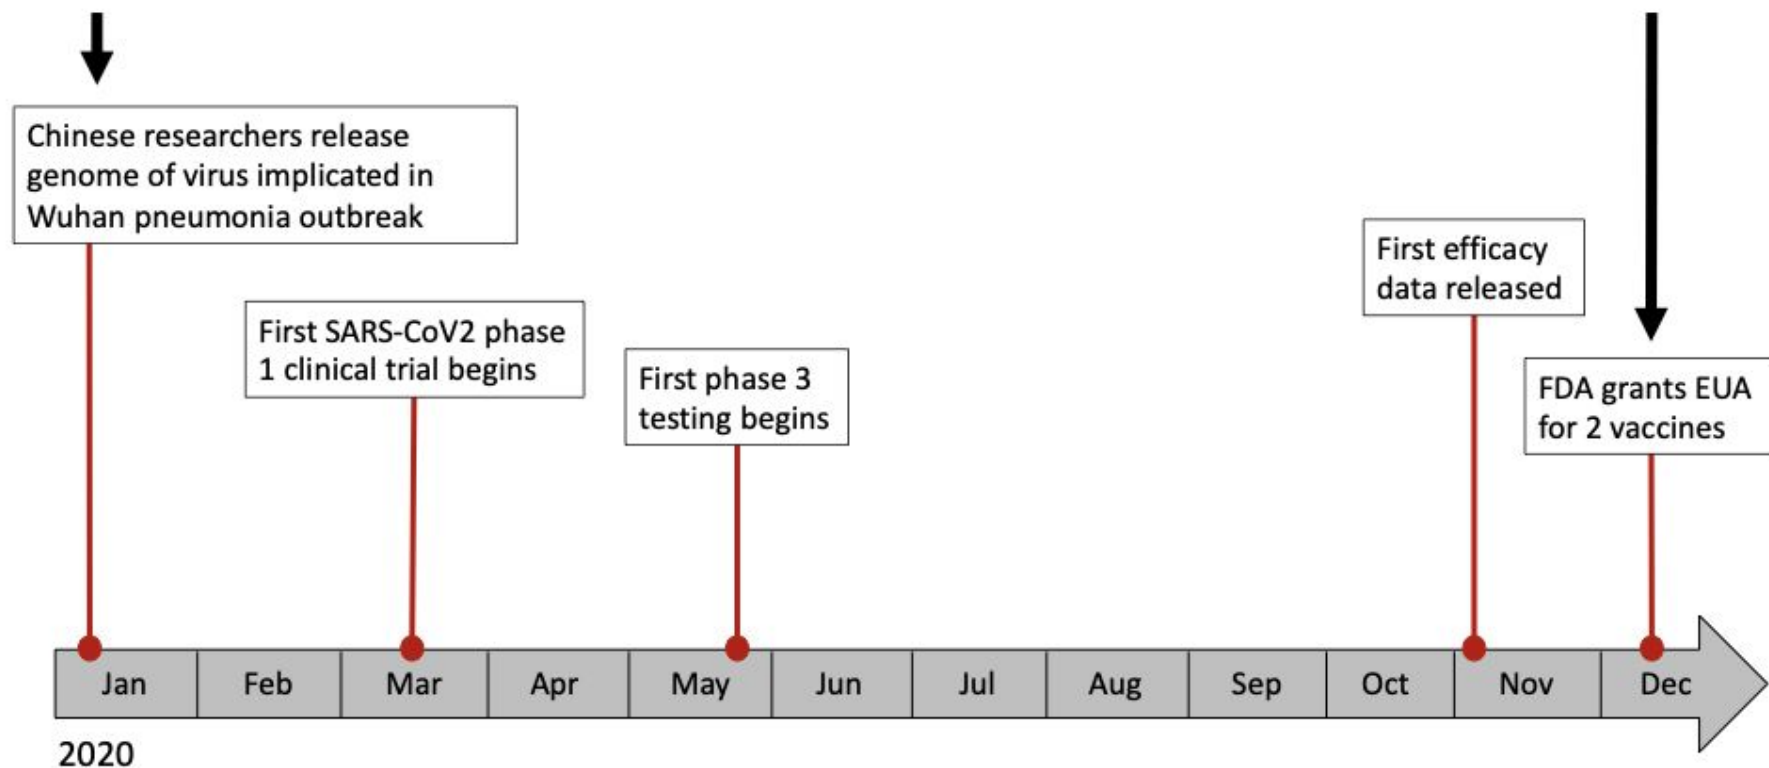 Chinese researchers release
genome of virus implicated in
Wuhan pneumonia outbreak
First SARS-CoV2 phase
1 clinical trial begins
First phase 3
testing begins
First efficacy
data released
FDA grants EUA
for 2 vaccines
Jan Feb Mar Apr May Jun Jul Aug Sep Oct Nov Dec
2020